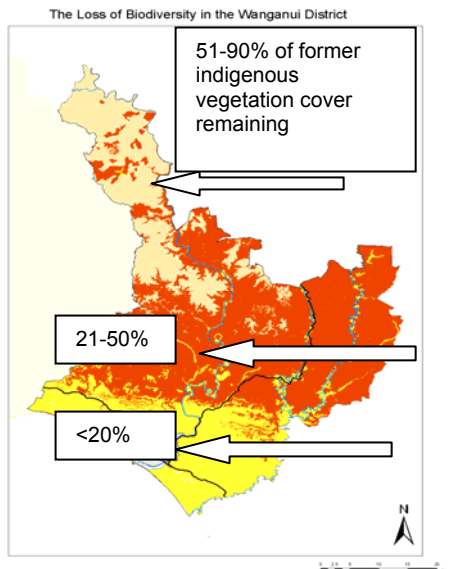 The Loss of Biodiversity in the Wanganui District
51-90% of former
indigenous
vegetation cover
remaining
21-50%
<20%
N